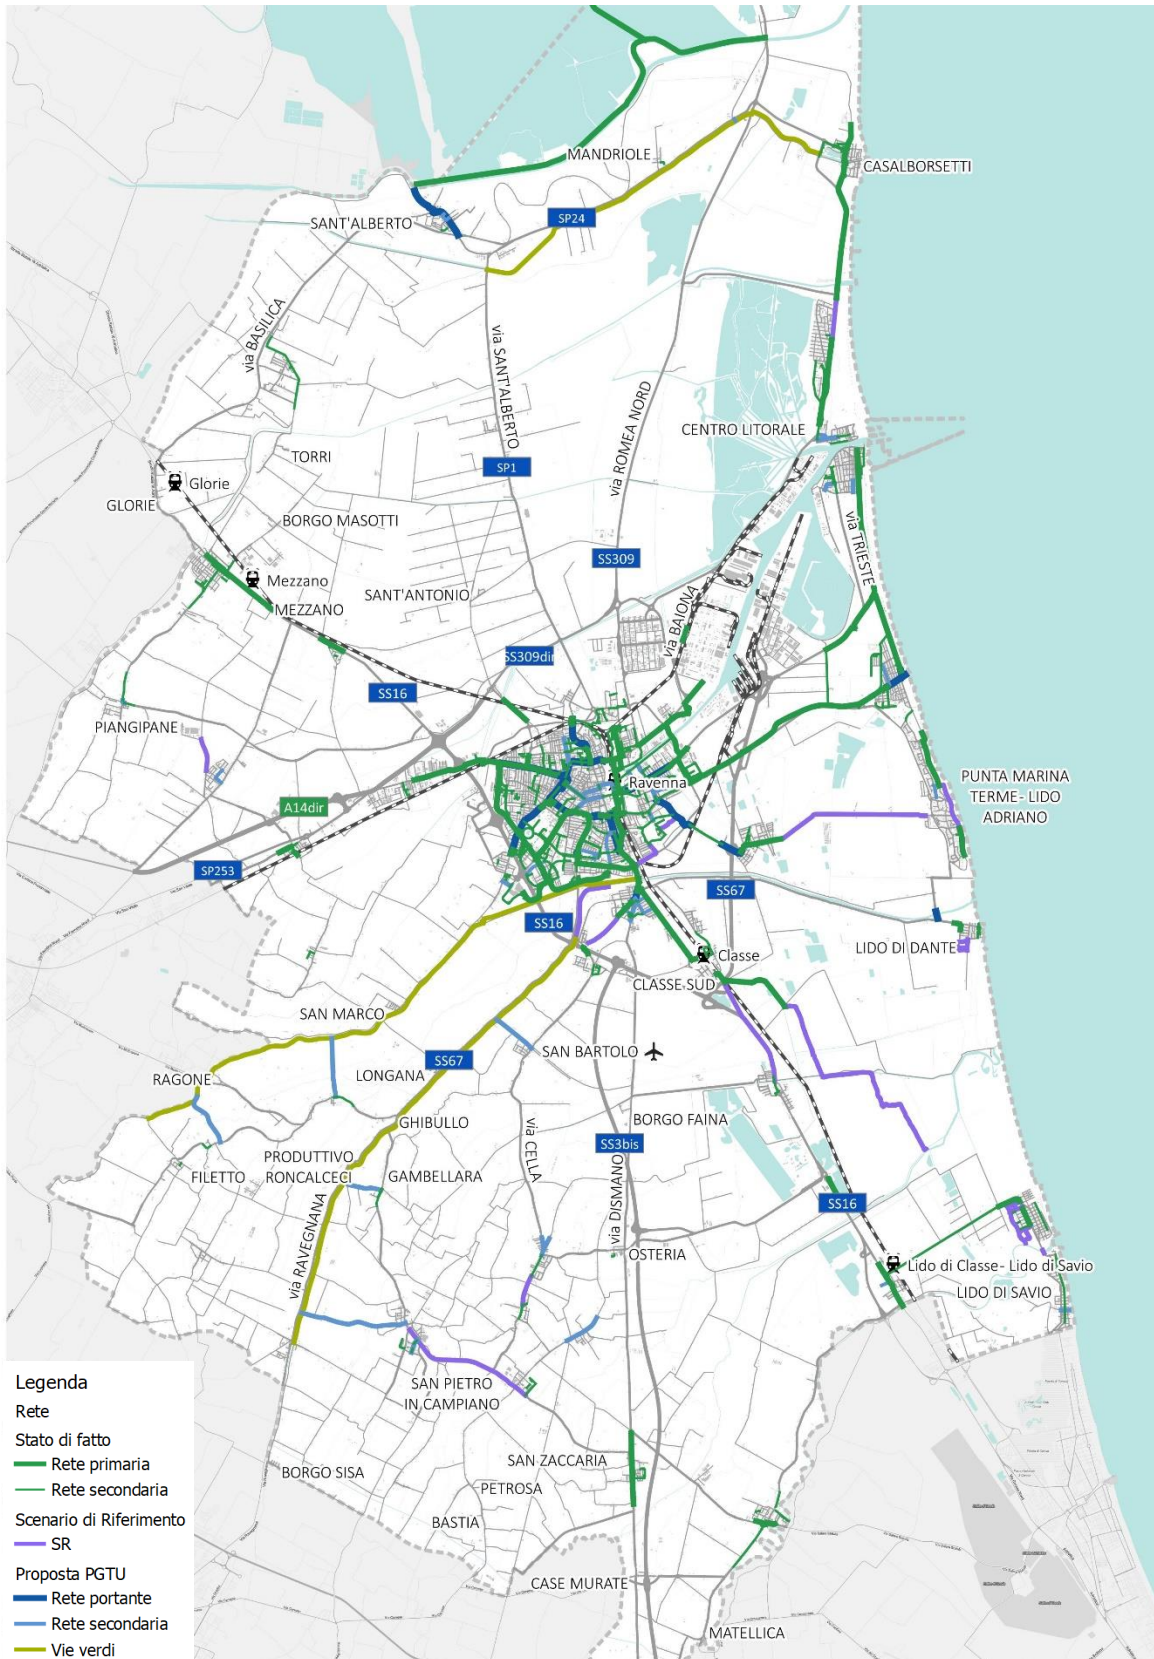 MANDRIOLE
CASALBORSETTI
SANT'ALBERTO
SP24
via BASILICA
via SANT'ALBERTO
via ROMEA NORD
CENTRO LITORALE
TORRI
SP1
Glorie
GLORIE
BORGO MASOTTI
via TRIESTE
SS309
Mezzano
MEZZANO
SANT'ANTONIO
via BAIONA
SS309dir
SS16
PIANGIPANE
Ravenna
PUNTA MARINA
TERME- LIDO
ADRIANO
A14dir
SP253
SS67
SS16
LIDO DI DANTE
Classe
CLASSE SUD
SAN MARCO
SAN BARTOLO
SS67
LONGANA
RAGONE
GHIBULLO
BORGO FAINA
via CELLA
SS3bis
PRODUTTIVO
RONCALCECI
FILETTO
GAMBELLARA
via DISMANO
SS16
via RAVEGNANA
OSTERIA
Lido di Classe- Lido di Savio
LIDO DI SAVIO
SAN PIETRO
IN CAMPIANO
SAN ZACCARIA
BORGO SISA
PETROSA
BASTIA
CASE MURATE
MATELLICA
Legenda
Rete
Stato di fatto
Rete primaria
Rete secondaria
Scenario di Riferimento
SR
Proposta PGTU
Rete portante
Rete secondaria
Vie verdi